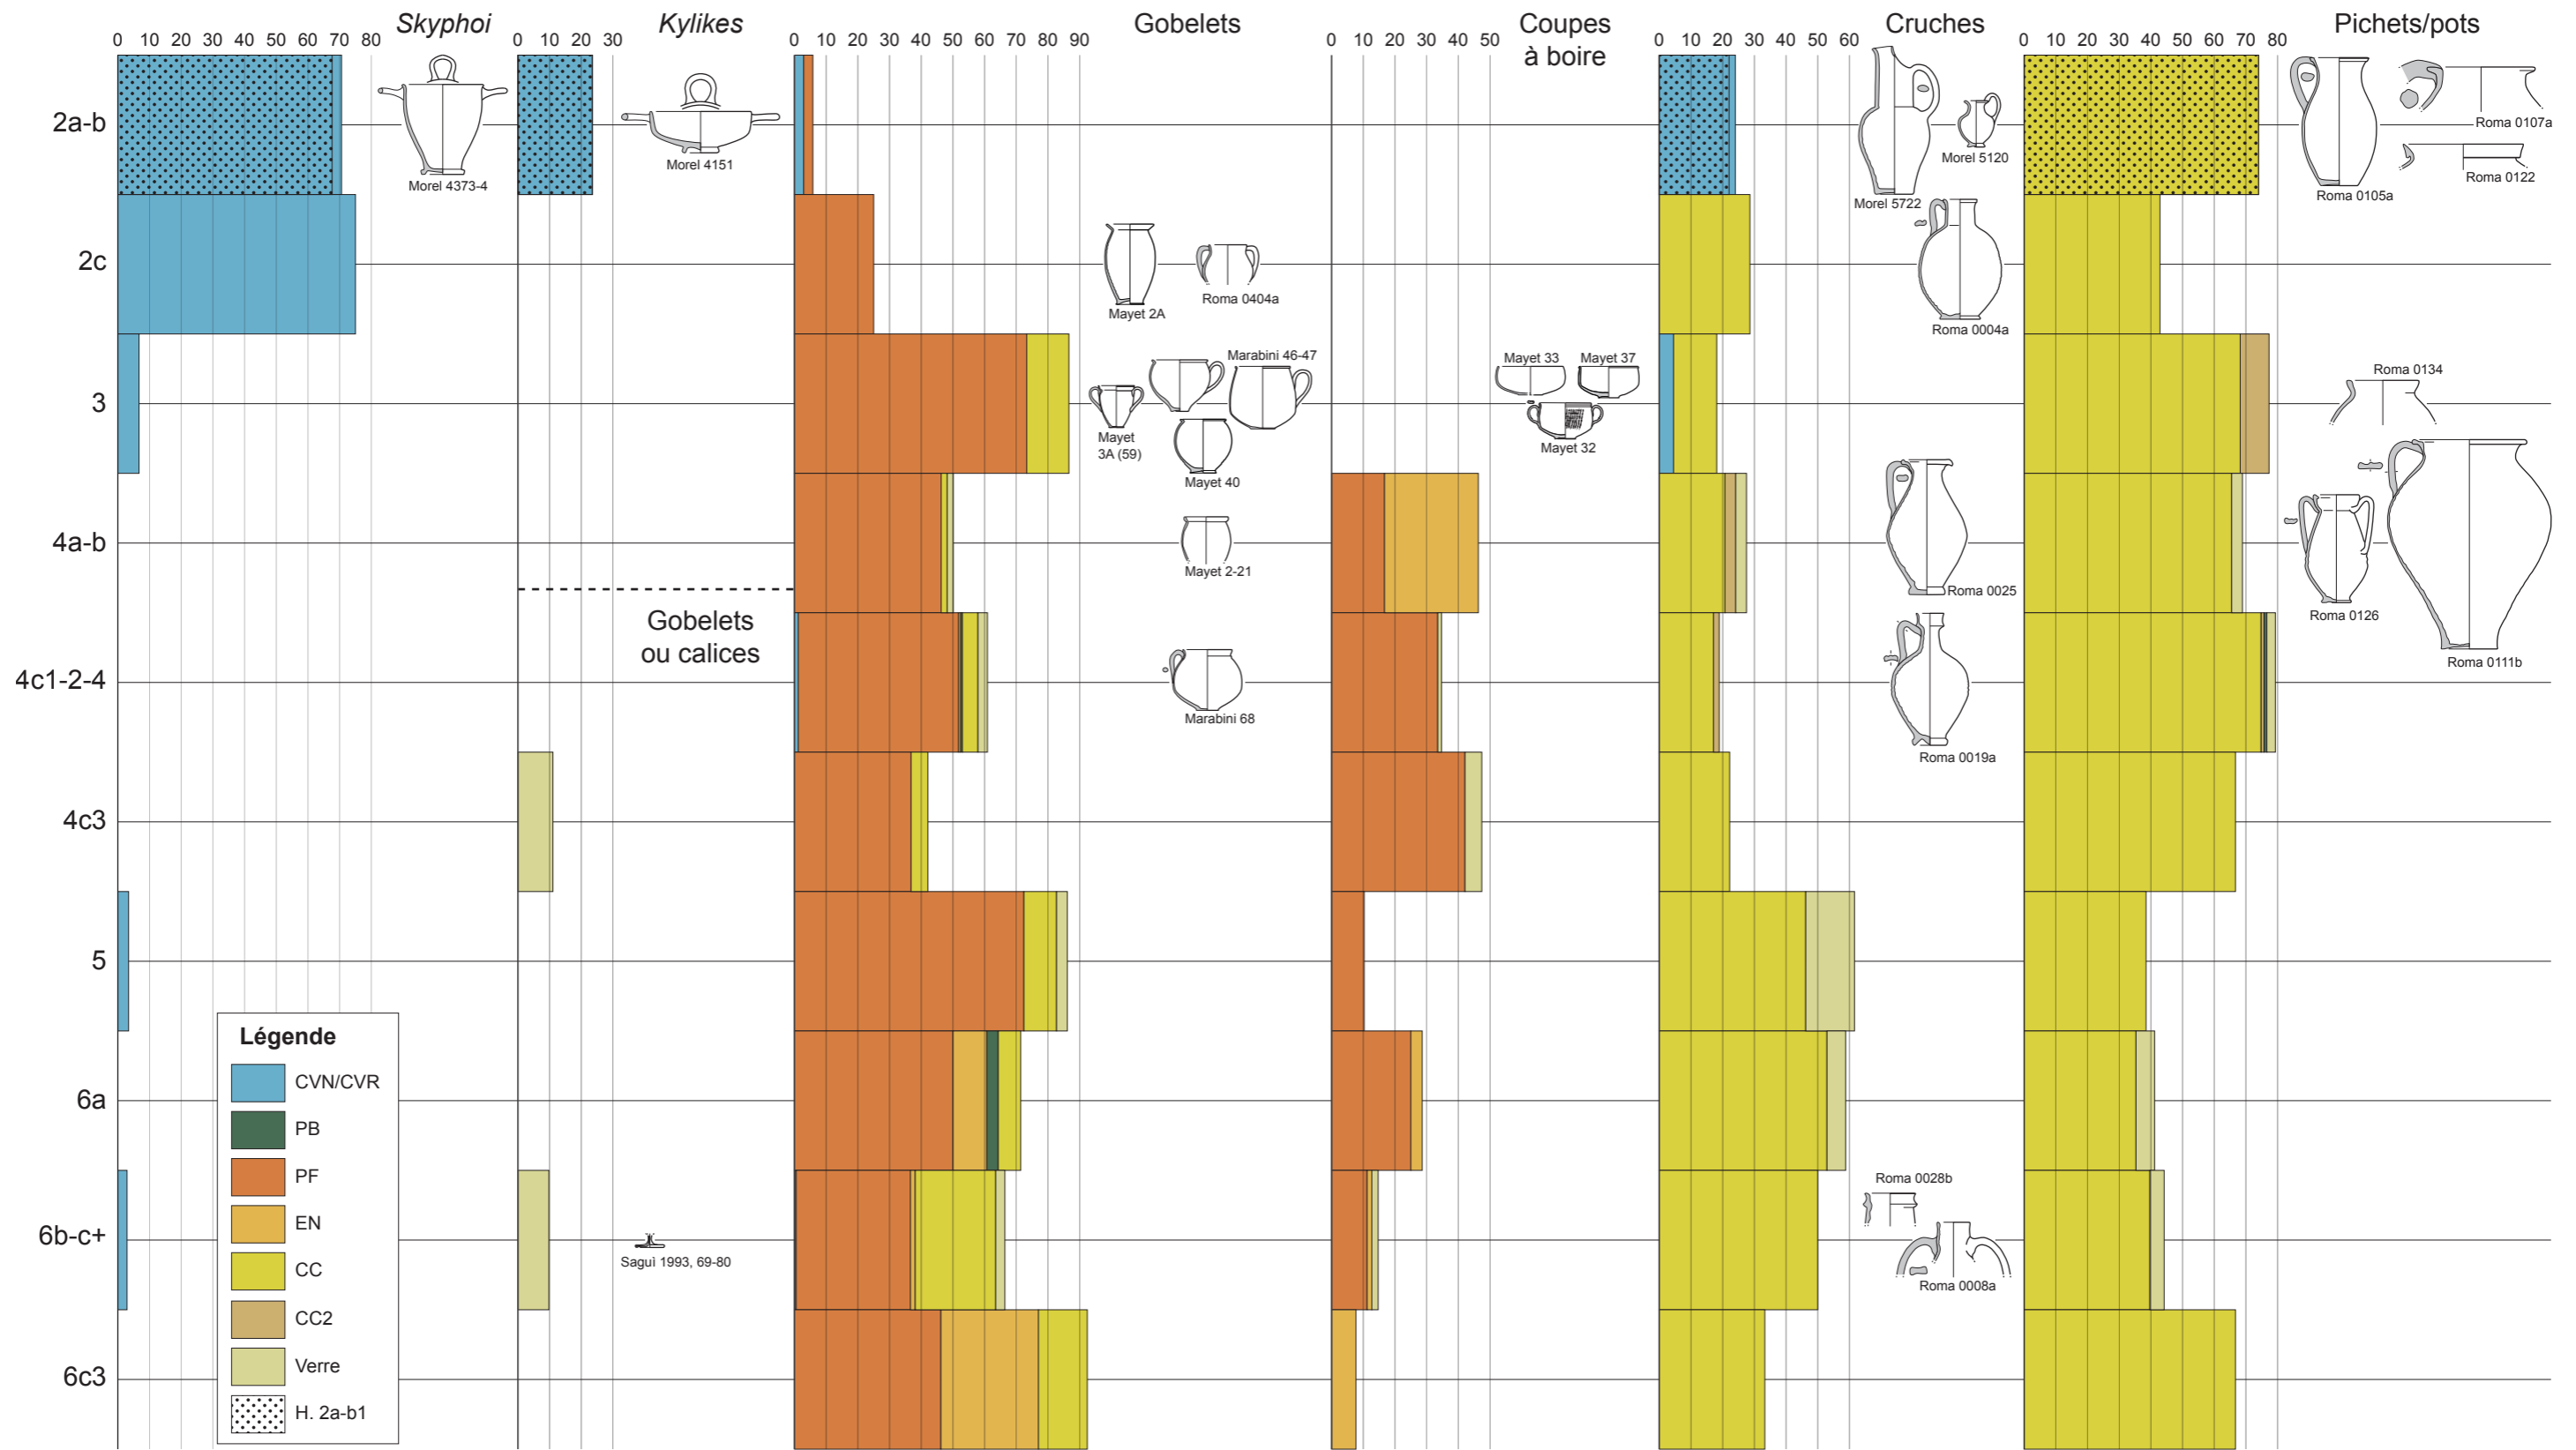 Skyphoi
Kylikes
Gobelets
Coupes
à boire
Cruches
Pichets/pots
0 10 20 30 40 50 60 70 80
0 10 20 30
0 10 20 30 40 50 60 70 80 90
0 10 20 30 40 50
0 10 20 30 40 50 60
0 10 20 30 40 50 60 70 80
2a-b
Morel 4373-4
Morel 4151
Morel 5120
Morel 5722
Roma 0105a
Roma 0107a
Roma 0122
2c
Mayet 2A
Roma 0404a
Roma 0004a
3
Mayet
3A (59)
Marabini 46-47
Mayet 40
Mayet 33
Mayet 37
Mayet 32
Roma 0134
4a-b
Mayet 2-21
Roma 0025
Roma 0126
Roma 0111b
Gobelets
ou calices
4c1-2-4
Marabini 68
Roma 0019a
4c3
5
6a
6b-c+
Saguì 1993, 69-80
Roma 0028b
Roma 0008a
6c3
Légende
CVN/CVR
PB
PF
EN
CC
CC2
Verre
H. 2a-b1